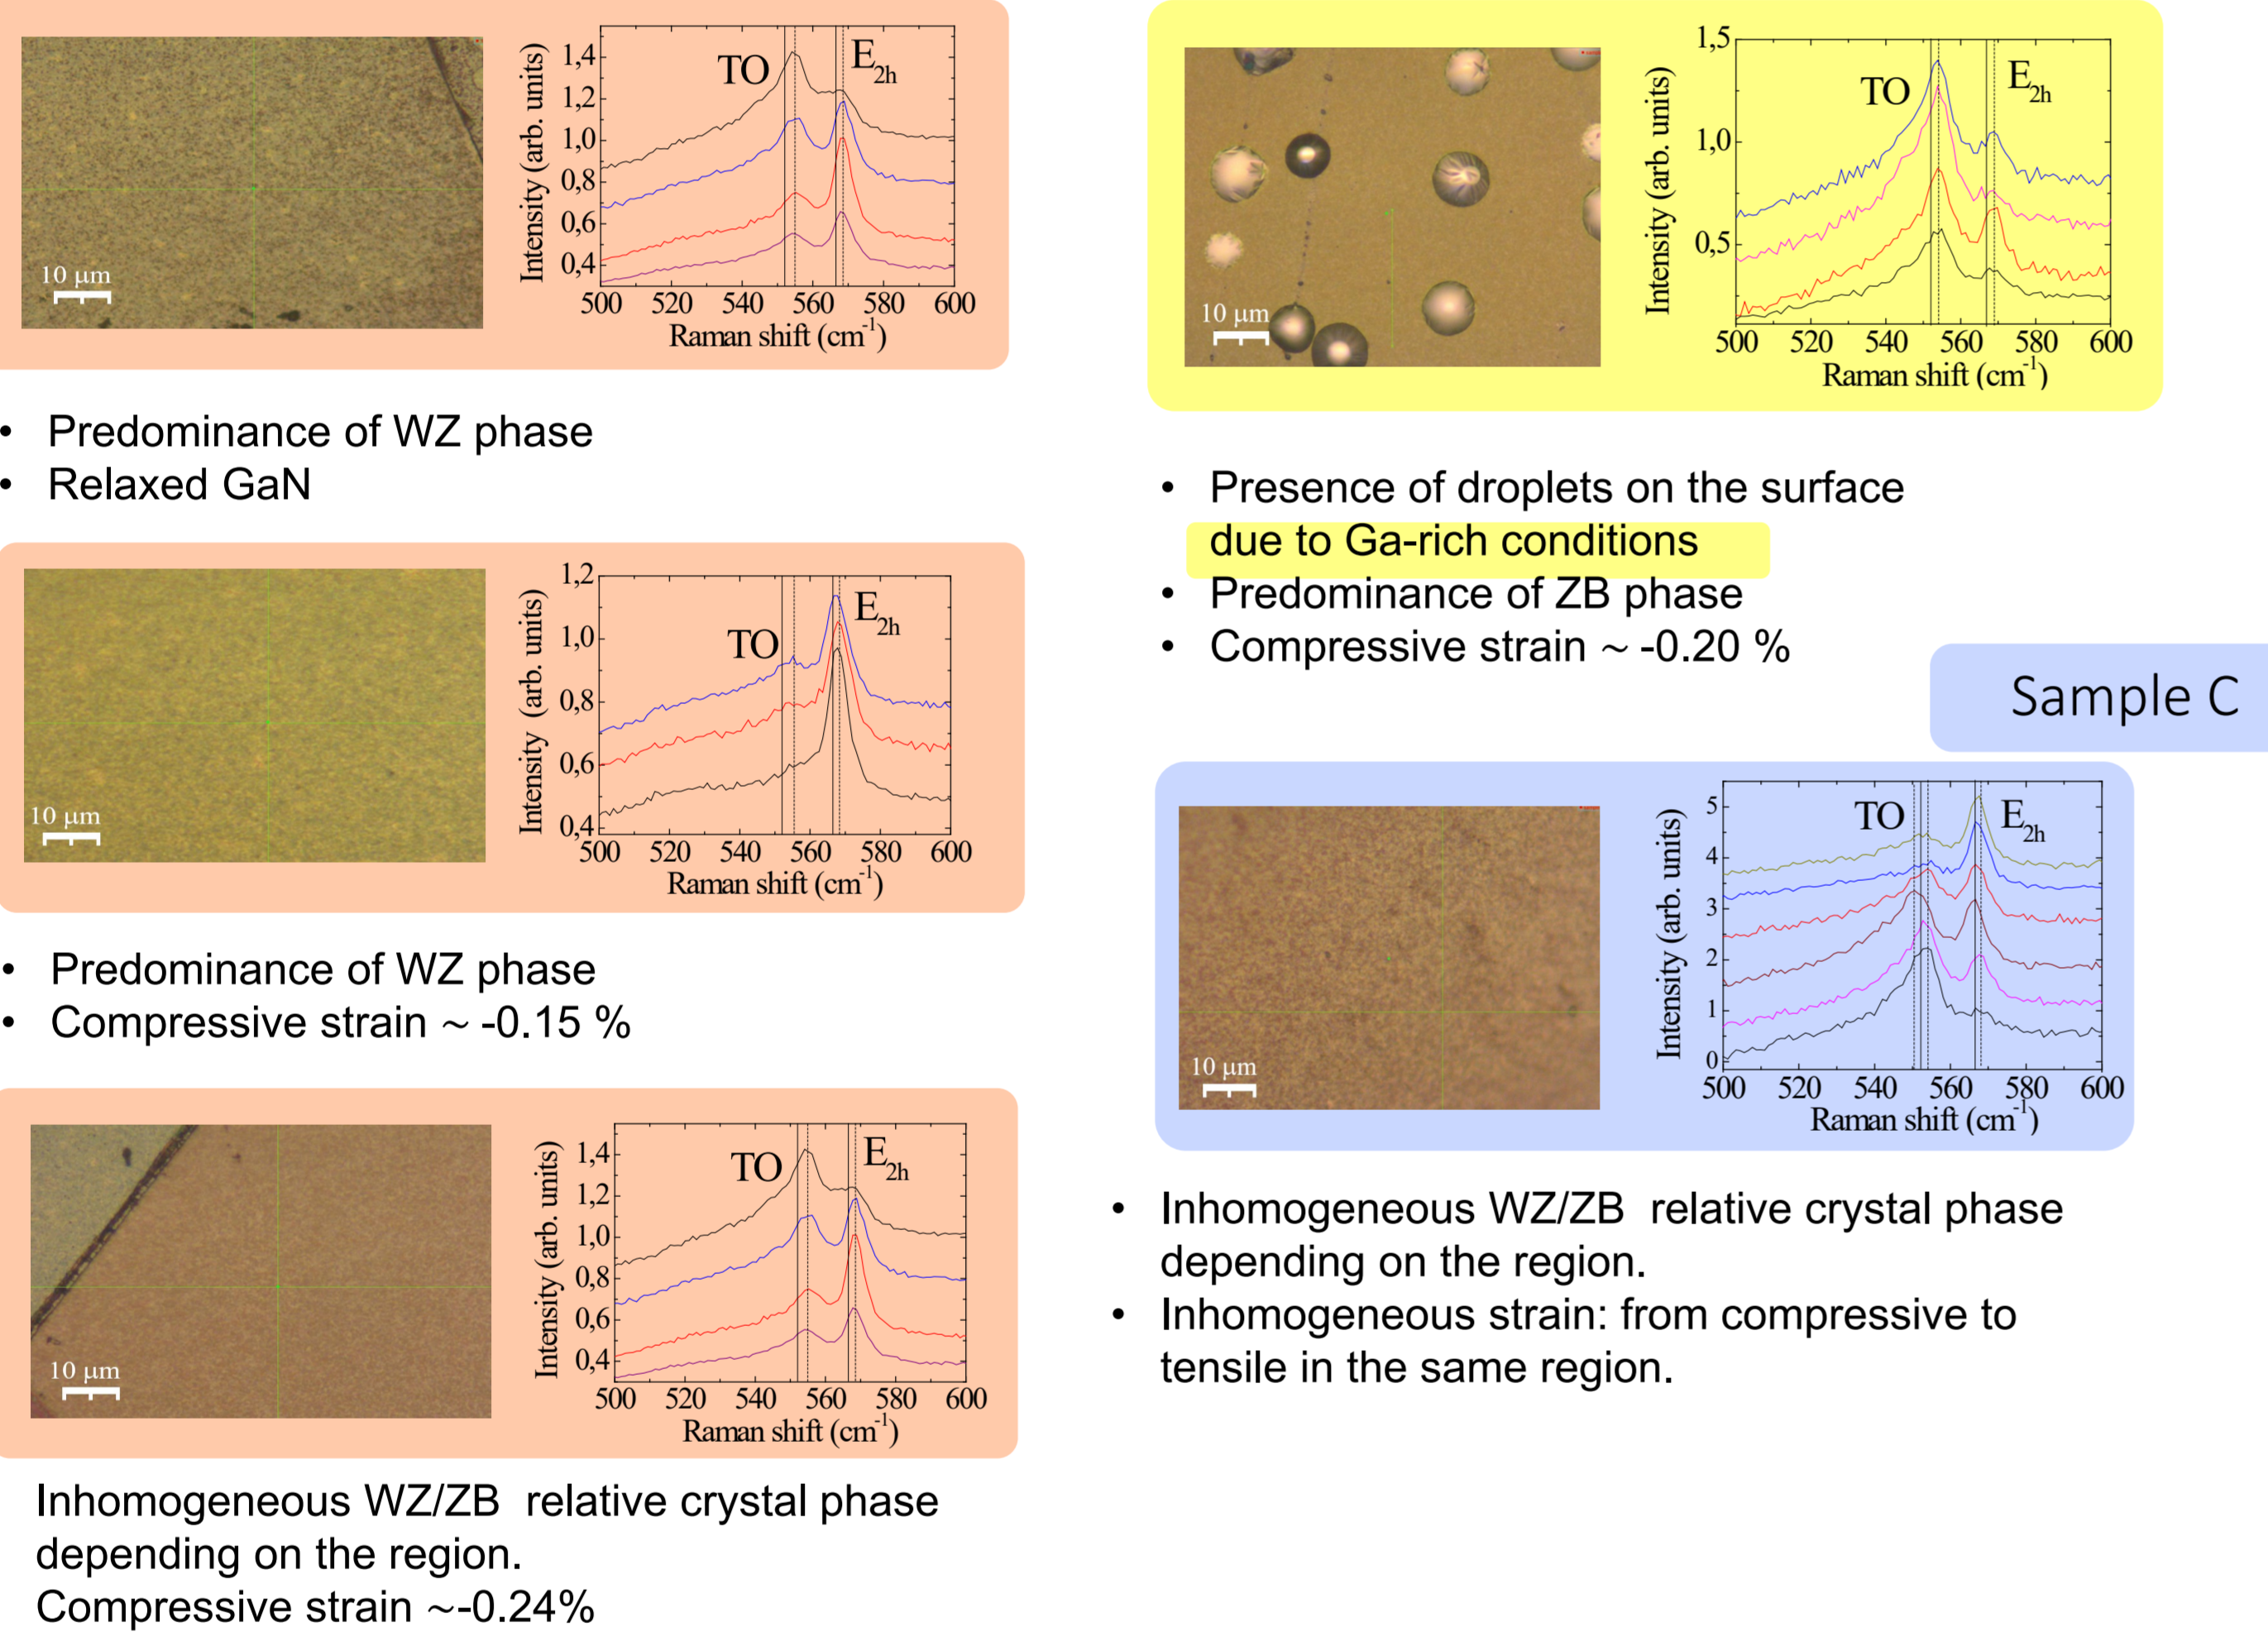 1,4
1,2
1,0
0,8
0,6
0,4
TO
E2h
Intensity (arb. units)
500 520 540 560 580 600
Raman shift (cm-1)
10 μm
• Predominance of WZ phase
• Relaxed GaN
1,2
1,0
0,8
0,6
0,4
TO
E2h
Intensity (arb. units)
500 520 540 560 580 600
Raman shift (cm-1)
10 μm
• Predominance of WZ phase
• Compressive strain ~ -0.15 %
1,4
1,2
1,0
0,8
0,6
0,4
TO
E2h
Intensity (arb. units)
500 520 540 560 580 600
Raman shift (cm-1)
10 μm
Inhomogeneous WZ/ZB relative crystal phase
depending on the region.
Compressive strain ~-0.24%
1,5
1,0
0,5
TO
E2h
Intensity (arb. units)
500 520 540 560 580 600
Raman shift (cm-1)
10 μm
• Presence of droplets on the surface
due to Ga-rich conditions
• Predominance of ZB phase
• Compressive strain ~ -0.20 %
Sample C
5
4
3
2
1
0
TO
E2h
Intensity (arb. units)
500 520 540 560 580 600
Raman shift (cm-1)
10 μm
• Inhomogeneous WZ/ZB relative crystal phase
depending on the region.
• Inhomogeneous strain: from compressive to
tensile in the same region.